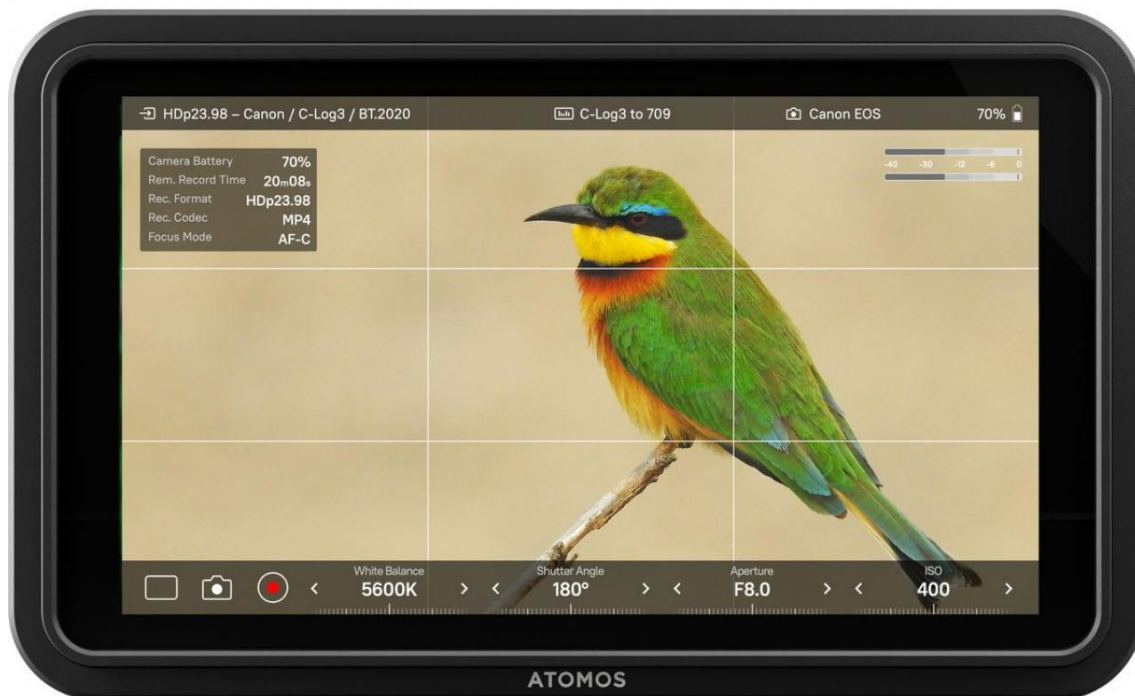 HDp23.98 – Canon / C-Log3 / BT.2020 C-Log3 to 709 Canon EOS 70%
Camera Battery 70%
Rem. Record Time 20m08s
Rec. Format HDp23.98
Rec. Codec MP4
Focus Mode AF-C
-40 -30 -12 -6 0
White Balance Shutter Angle Aperture ISO
< 5600K > < 180° > < F8.0 > < 400 >
ATOMOS